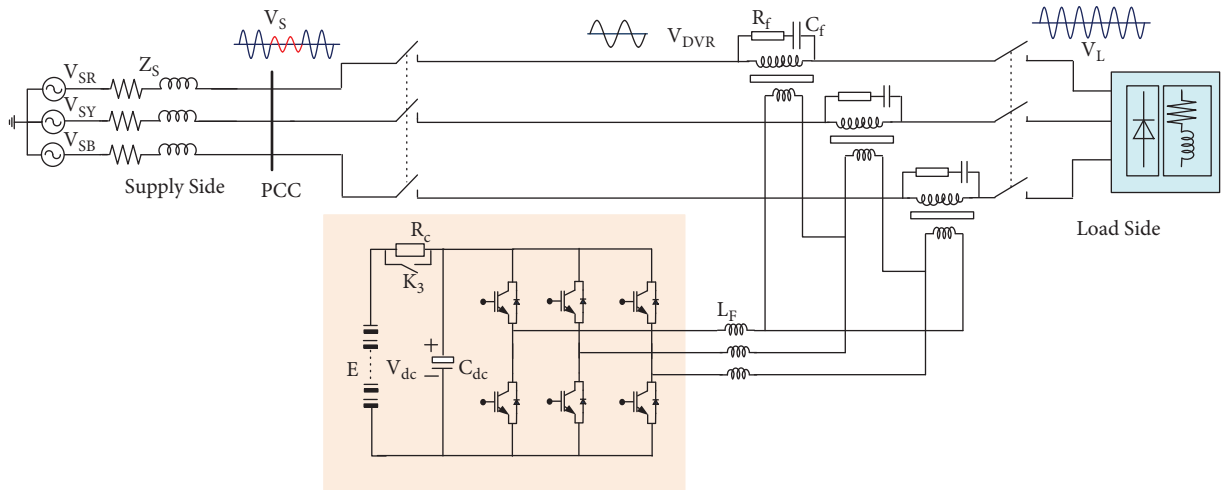 V_S
V_DVR
R_f
C_f
V_L
V_SR
Z_S
V_SY
V_SB
Supply Side
PCC
Load Side
R_c
K_3
L_F
E
V_dc
+
−
C_dc